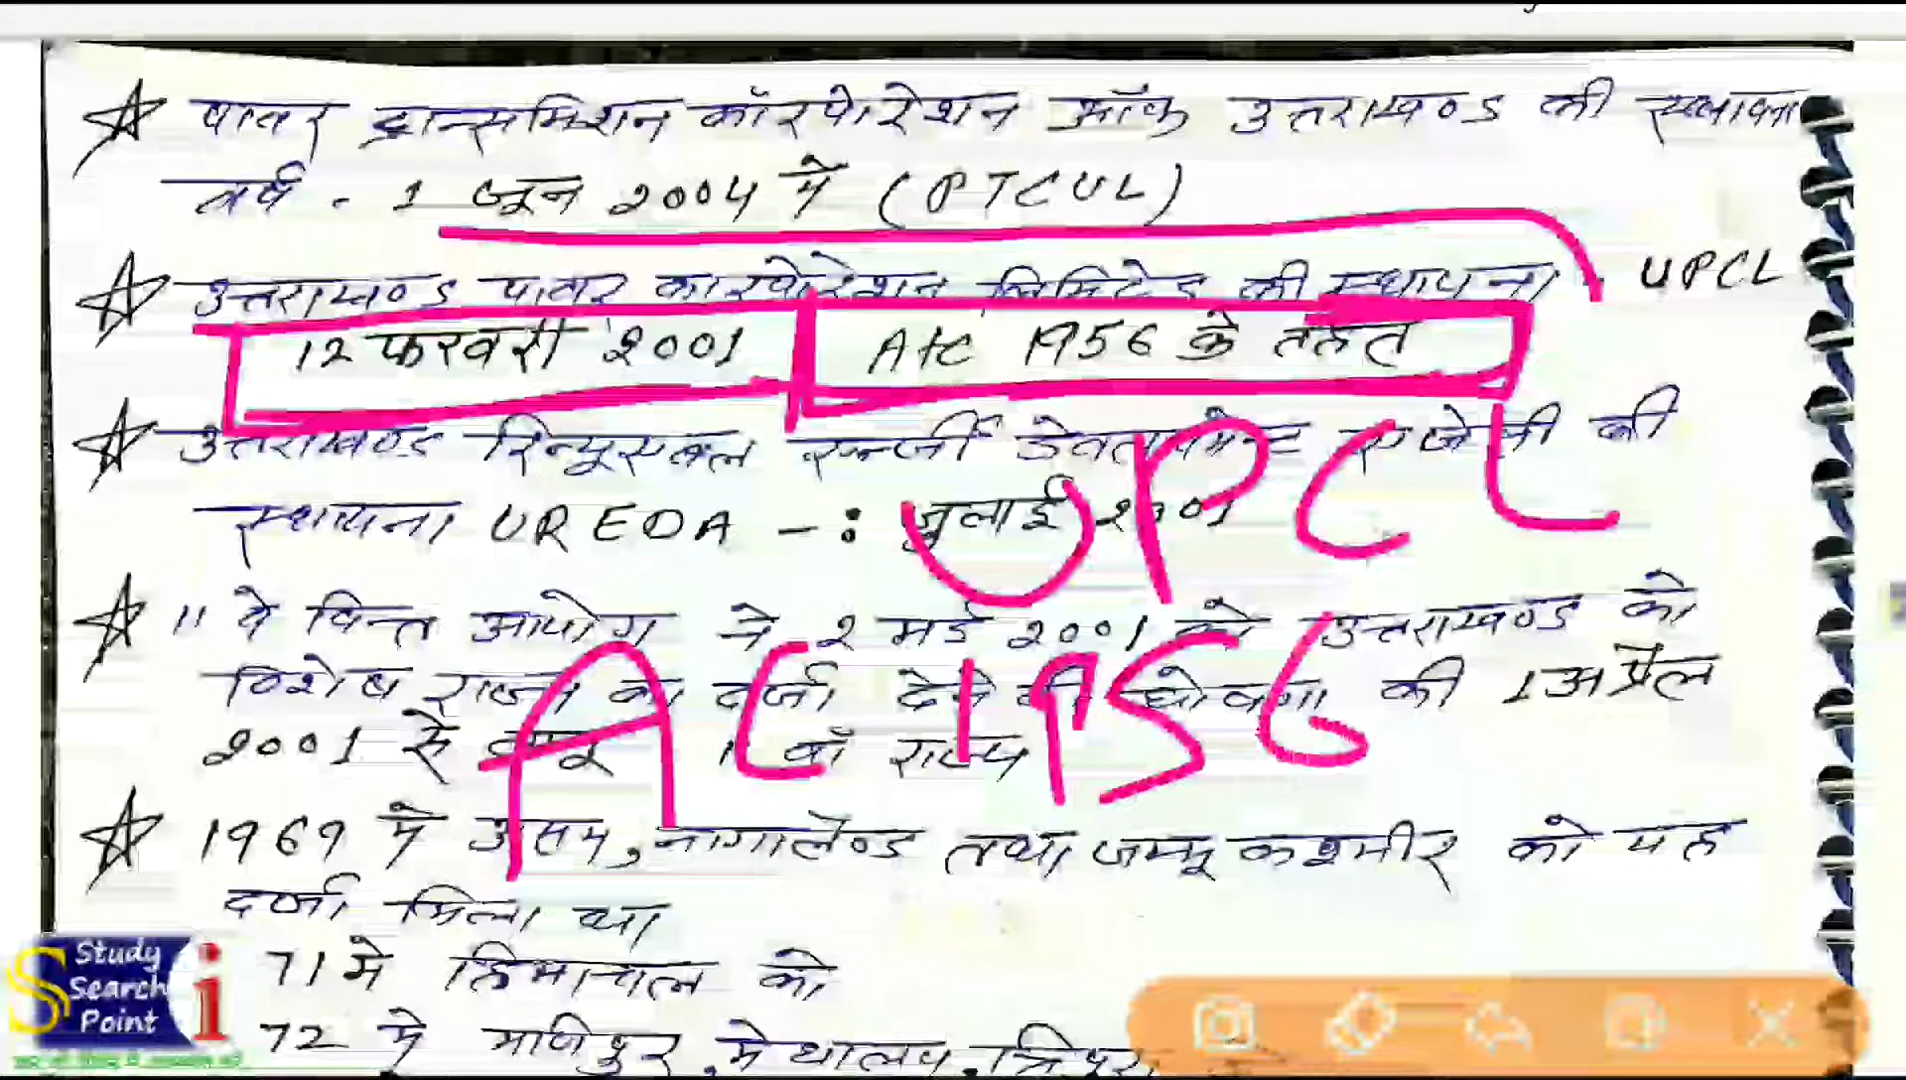 पावर ट्रान्समिशन कॉरपोरेशन ऑफ उत्तराखण्ड की स्थापना
वर्ष - 1 जून 2004 में (PTCUL)
उत्तराखण्ड पावर कारपोरेशन लिमिटेड की स्थापना - UPCL
12 फरवरी 2001 Atc 1956 के तहत
उत्तराखण्ड रिन्यूएबल एनर्जी डेवलपमेन्ट एजेंसी की
स्थापना UREDA -: जुलाई 2001
UPCL
11 वे वित्त आयोग ने 2 मई 2001 को उत्तराखण्ड को
विशेष राज्य का दर्जा देने की घोषणा की 1 अप्रैल
2001 से लागू वॉ राज्य
AC 1956
1969 में असम, नागालैण्ड तथा जम्मू कश्मीर को यह
दर्जा मिला था
71 में हिमाचल को
72 में मणिपुर, मेघालय, त्रिपुरा
Study
Search
Point